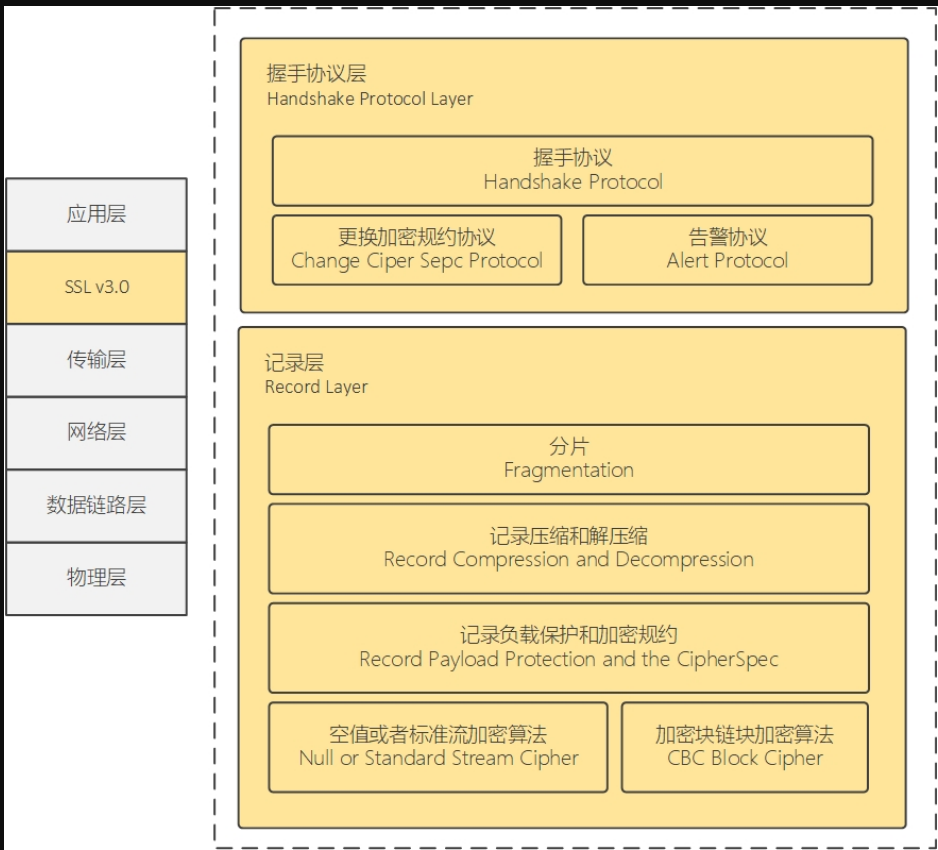 应用层
SSL v3.0
传输层
网络层
数据链路层
物理层
握手协议层
Handshake Protocol Layer
握手协议
Handshake Protocol
更换加密规约协议
Change Ciper Sepc Protocol
告警协议
Alert Protocol
记录层
Record Layer
分片
Fragmentation
记录压缩和解压缩
Record Compression and Decompression
记录负载保护和加密规约
Record Payload Protection and the CipherSpec
空值或者标准流加密算法
Null or Standard Stream Cipher
加密块链块加密算法
CBC Block Cipher